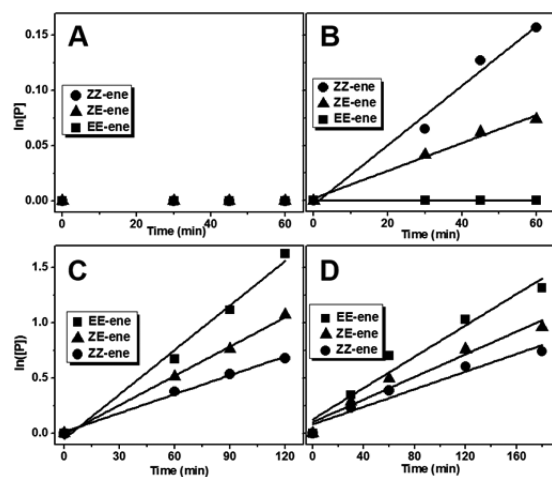 A
B
0.15
0.10
0.05
0.00
ln[P]
ZZ-ene
ZE-ene
EE-ene
ZZ-ene
ZE-ene
EE-ene
0 20 40 60
0 20 40 60
Time (min)
Time (min)
C
D
1.5
1.0
0.5
0.0
ln([P])
EE-ene
ZE-ene
ZZ-ene
EE-ene
ZE-ene
ZZ-ene
0 30 60 90 120
0 40 80 120 160
Time (min)
Time (min)